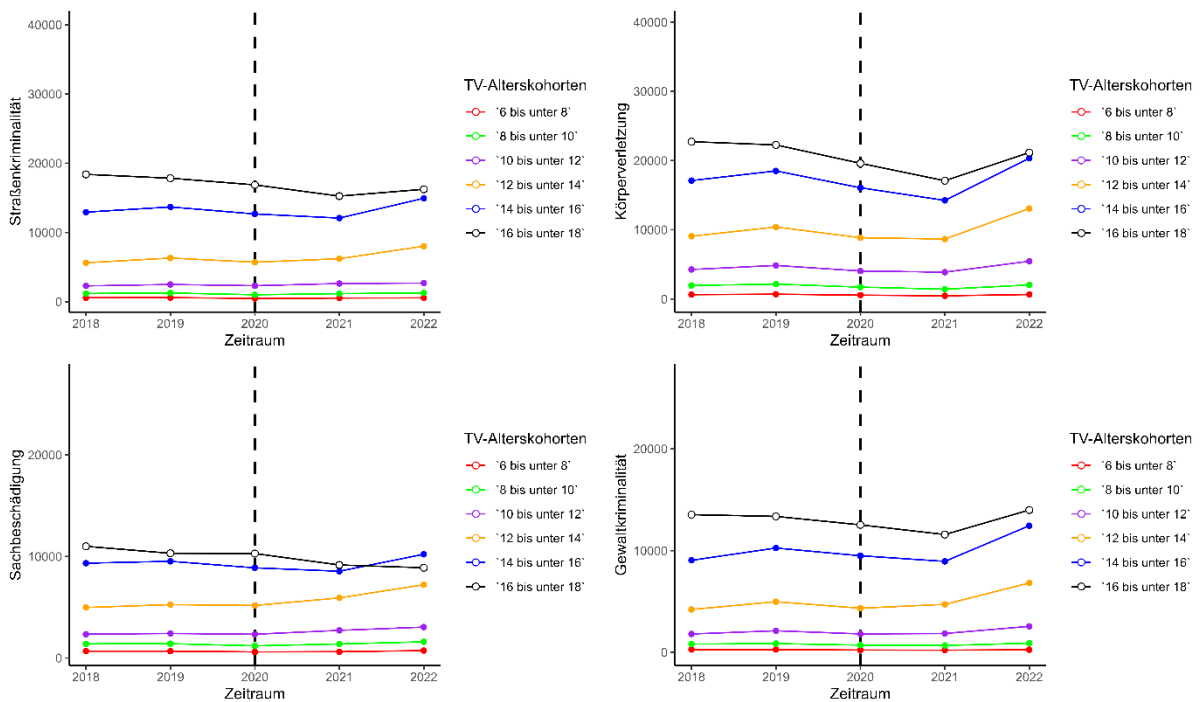 Straßenkriminalität
40000
30000
20000
10000
0
2018 2019 2020 2021 2022
Zeitraum
TV-Alterskohorten
`6 bis unter 8`
`8 bis unter 10`
`10 bis unter 12`
`12 bis unter 14`
`14 bis unter 16`
`16 bis unter 18`
Körperverletzung
40000
30000
20000
10000
0
2018 2019 2020 2021 2022
Zeitraum
TV-Alterskohorten
`6 bis unter 8`
`8 bis unter 10`
`10 bis unter 12`
`12 bis unter 14`
`14 bis unter 16`
`16 bis unter 18`
Sachbeschädigung
20000
10000
0
2018 2019 2020 2021 2022
Zeitraum
TV-Alterskohorten
`6 bis unter 8`
`8 bis unter 10`
`10 bis unter 12`
`12 bis unter 14`
`14 bis unter 16`
`16 bis unter 18`
Gewaltkriminalität
20000
10000
0
2018 2019 2020 2021 2022
Zeitraum
TV-Alterskohorten
`6 bis unter 8`
`8 bis unter 10`
`10 bis unter 12`
`12 bis unter 14`
`14 bis unter 16`
`16 bis unter 18`